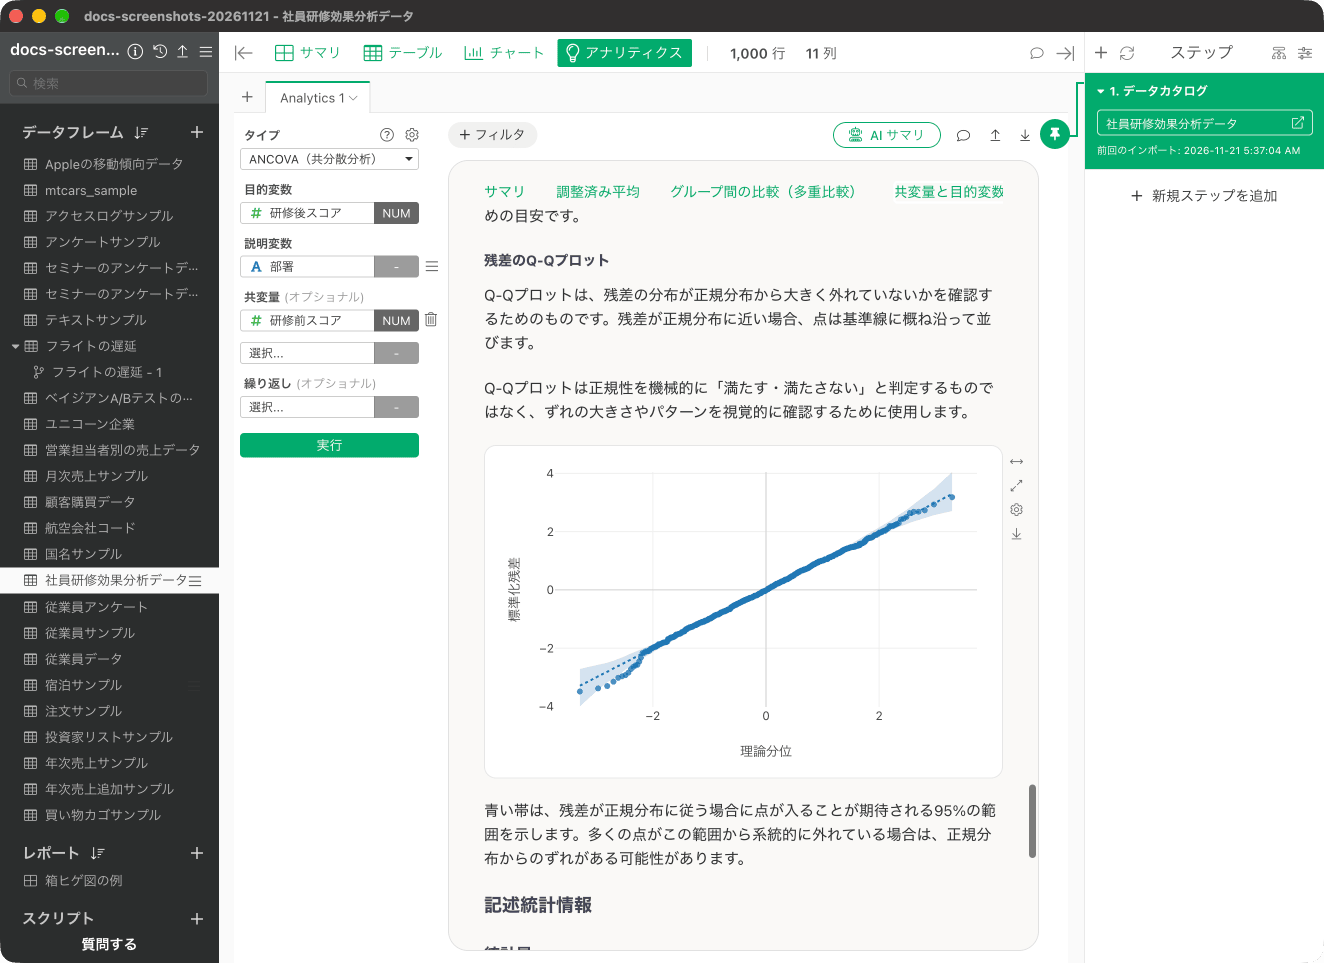 docs-screenshots-20261121 - 社員研修効果分析データ
docs-screen...
検索
データフレーム
Appleの移動傾向データ
mtcars_sample
アクセスログサンプル
アンケートサンプル
セミナーのアンケートデ…
セミナーのアンケートデ…
テキストサンプル
フライトの遅延
フライトの遅延 - 1
ベイジアンA/Bテストの…
ユニコーン企業
営業担当者別の売上データ
月次売上サンプル
顧客購買データ
航空会社コード
国名サンプル
社員研修効果分析データ
従業員アンケート
従業員サンプル
従業員データ
宿泊サンプル
注文サンプル
投資家リストサンプル
年次売上サンプル
年次売上追加サンプル
買い物カゴサンプル
レポート
箱ヒゲ図の例
スクリプト
質問する
サマリ
テーブル
チャート
アナリティクス
1,000 行
11 列
Analytics 1
タイプ
ANCOVA（共分散分析）
目的変数
# 研修後スコア NUM
説明変数
A 部署 -
共変量 (オプショナル)
# 研修前スコア NUM
選択... -
繰り返し (オプショナル)
選択... -
実行
+ フィルタ
AI サマリ
サマリ 調整済み平均 グループ間の比較（多重比較） 共変量と目的変数
めの目安です。
残差のQ-Qプロット
Q-Qプロットは、残差の分布が正規分布から大きく外れていないかを確認す
るためのものです。残差が正規分布に近い場合、点は基準線に概ね沿って並
びます。
Q-Qプロットは正規性を機械的に「満たす・満たさない」と判定するもので
はなく、ずれの大きさやパターンを視覚的に確認するために使用します。
標準化残差
4
2
0
−2
−4
−2
0
2
理論分位
青い帯は、残差が正規分布に従う場合に点が入ることが期待される95%の範
囲を示します。多くの点がこの範囲から系統的に外れている場合は、正規分
布からのずれがある可能性があります。
記述統計情報
ステップ
1. データカタログ
社員研修効果分析データ
前回のインポート: 2026-11-21 5:37:04 AM
+ 新規ステップを追加